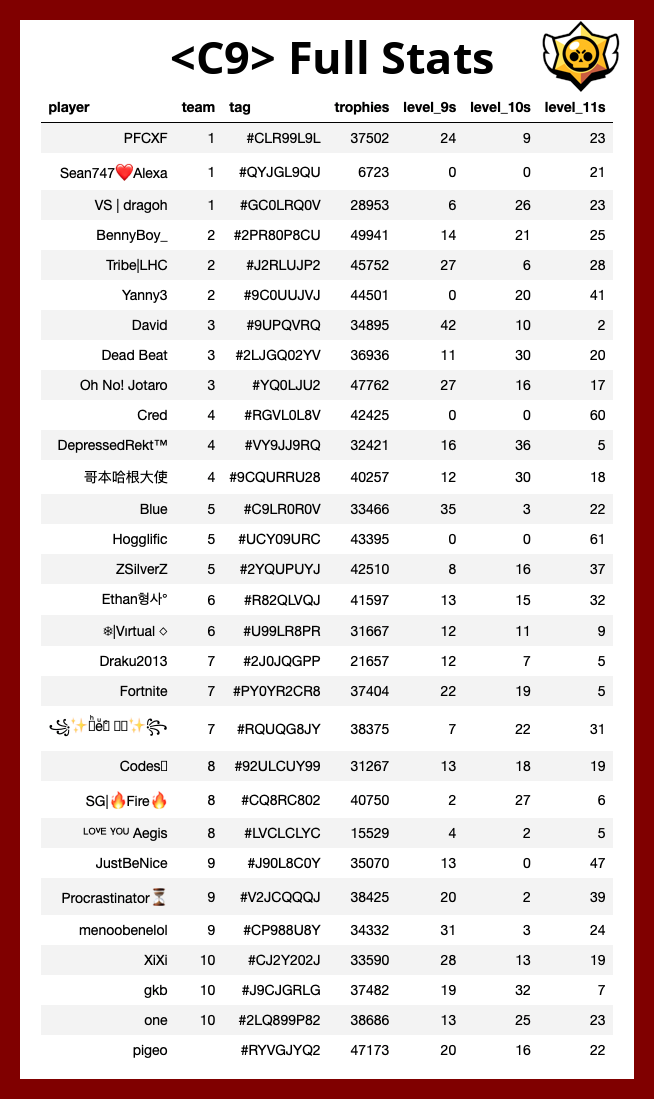 <C9> Full Stats
player team tag trophies level_9s level_10s level_11s
PFCXF 1 #CLR99L9L 37502 24 9 23
Sean747❤️Alexa 1 #QYJGL9QU 6723 0 0 21
VS | dragoh 1 #GC0LRQ0V 28953 6 26 23
BennyBoy_ 2 #2PR80P8CU 49941 14 21 25
Tribe|LHC 2 #J2RLUJP2 45752 27 6 28
Yanny3 2 #9C0UUJVJ 44501 0 20 41
David 3 #9UPQVRQ 34895 42 10 2
Dead Beat 3 #2LJGQ02YV 36936 11 30 20
Oh No! Jotaro 3 #YQ0LJU2 47762 27 16 17
Cred 4 #RGVL0L8V 42425 0 0 60
DepressedRekt™ 4 #VY9JJ9RQ 32421 16 36 5
哥本哈根大使 4 #9CQURRU28 40257 12 30 18
Blue 5 #C9LR0R0V 33466 35 3 22
Hogglific 5 #UCY09URC 43395 0 0 61
ZSilverZ 5 #2YQUPUYJ 42510 8 16 37
Ethan형사° 6 #R82QLVQJ 41597 13 15 32
❄|Vırtual ◇ 6 #U99LR8PR 31667 12 11 9
Draku2013 7 #2J0JQGPP 21657 12 7 5
Fortnite 7 #PY0YR2CR8 37404 22 19 5
7 #RQUQG8JY 38375 7 22 31
Codes 8 #92ULCUY99 31267 13 18 19
SG|🔥Fire🔥 8 #CQ8RC802 40750 2 27 6
ᴸᴼⱽᴱ ᵞᴼᵁ Aegis 8 #LVCLCLYC 15529 4 2 5
JustBeNice 9 #J90L8C0Y 35070 13 0 47
Procrastinator⏳ 9 #V2JCQQQJ 38425 20 2 39
menoobenelol 9 #CP988U8Y 34332 31 3 24
XiXi 10 #CJ2Y202J 33590 28 13 19
gkb 10 #J9CJGRLG 37482 19 32 7
one 10 #2LQ899P82 38686 13 25 23
pigeo #RYVGJYQ2 47173 20 16 22